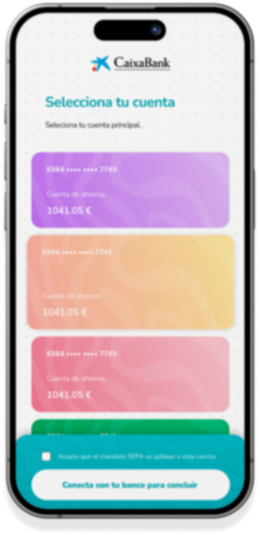 CaixaBank
Selecciona tu cuenta
Seleciona tu cuenta principal.
ES64 •••• •••• 7743
Cuenta de ahorros
1041,05 €
ES64 •••• •••• 7743
Cuenta de ahorros
1041,05 €
ES64 •••• •••• 7743
Cuenta de ahorros
1041,05 €
Acepto que el mandato SEPA se aplique a esta cuenta.
Conecta con tu banco para concluir